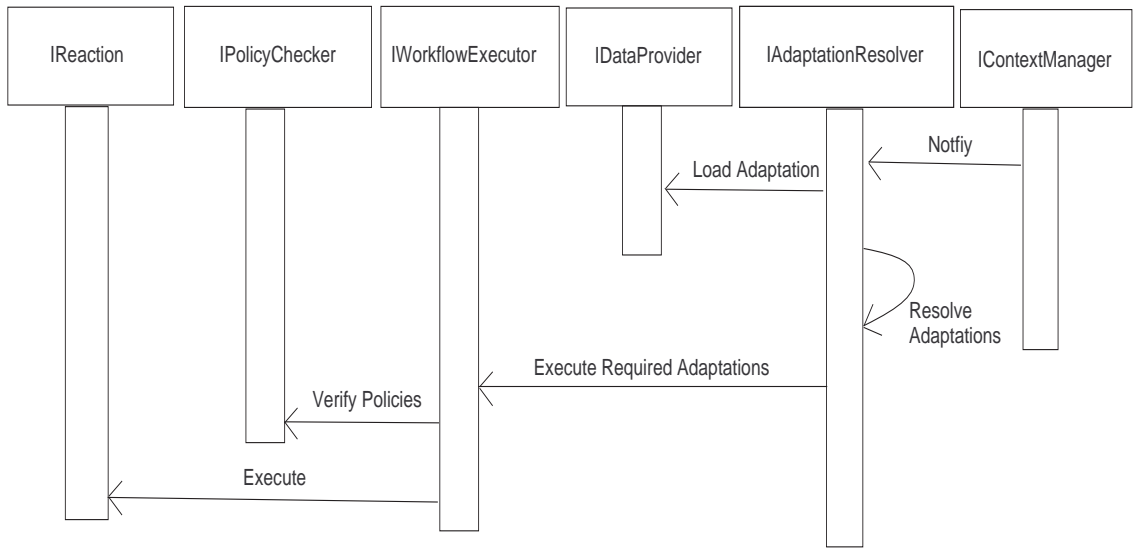 IReaction
IPolicyChecker
IWorkflowExecutor
IDataProvider
IAdaptationResolver
IContextManager
Notfiy
Load Adaptation
Resolve
Adaptations
Execute Required Adaptations
Verify Policies
Execute